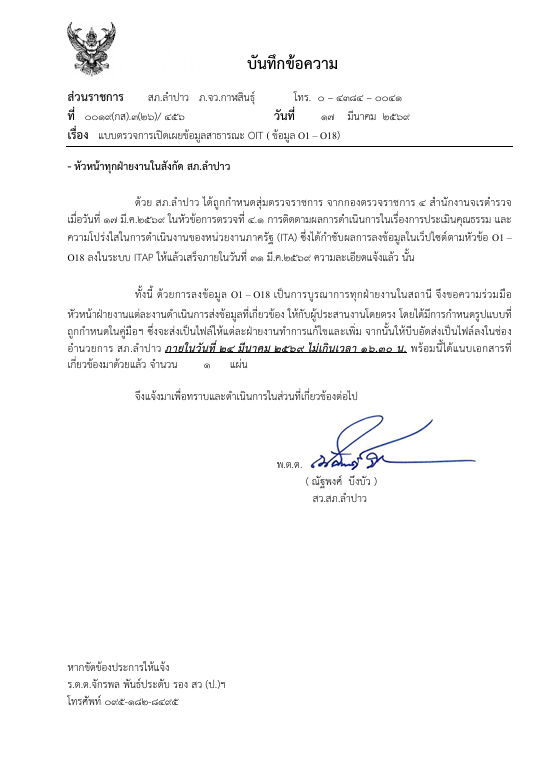 บันทึกข้อความ
ส่วนราชการ สภ.ลำปาว ภ.จว.กาฬสินธุ์ โทร. ๐ – ๔๓๘๔ – ๐๐๔๑
ที่ ๐๐๑๙(กส).๓(๒๖)/ ๔๕๖ วันที่ ๑๗ มีนาคม ๒๕๖๙
เรื่อง แบบตรวจการเปิดเผยข้อมูลสาธารณะ OIT ( ข้อมูล O1 – O18)
- หัวหน้าทุกฝ่ายงานในสังกัด สภ.ลำปาว
ด้วย สภ.ลำปาว ได้ถูกกำหนดสุ่มตรวจราชการ จากกองตรวจราชการ ๔ สำนักงานจเรตำรวจ
เมื่อวันที่ ๑๗ มี.ค.๒๕๖๙ ในหัวข้อการตรวจที่ ๔.๑ การติดตามผลการดำเนินการในเรื่องการประเมินคุณธรรม และ
ความโปร่งใสในการดำเนินงานของหน่วยงานภาครัฐ (ITA) ซึ่งได้กำชับผลการลงข้อมูลในเว็ปไซต์ตามหัวข้อ O1 –
O18 ลงในระบบ ITAP ให้แล้วเสร็จภายในวันที่ ๓๑ มี.ค.๒๕๖๙ ความละเอียดแจ้งแล้ว นั้น
ทั้งนี้ ด้วยการลงข้อมูล O1 – O18 เป็นการบูรณาการทุกฝ่ายงานในสถานี จึงขอความร่วมมือ
หัวหน้าฝ่ายงานแต่ละงานดำเนินการส่งข้อมูลที่เกี่ยวข้อง ให้กับผู้ประสานงานโดยตรง โดยได้มีการกำหนดรูปแบบที่
ถูกกำหนดในคู่มือฯ ซึ่งจะส่งเป็นไฟล์ให้แต่ละฝ่ายงานทำการแก้ไขและเพิ่ม จากนั้นให้บีบอัดส่งเป็นไฟล์ลงในช่อง
อำนวยการ สภ.ลำปาว ภายในวันที่ ๒๔ มีนาคม ๒๕๖๙ ไม่เกินเวลา ๑๖.๓๐ น. พร้อมนี้ได้แนบเอกสารที่
เกี่ยวข้องมาด้วยแล้ว จำนวน ๑ แผ่น
จึงแจ้งมาเพื่อทราบและดำเนินการในส่วนที่เกี่ยวข้องต่อไป
พ.ต.ต.
( ณัฐพงศ์ บึงบัว )
สว.สภ.ลำปาว
หากขัดข้องประการให้แจ้ง
ร.ต.ต.จักรพล พันธ์ประดับ รอง สว (ป.)ฯ
โทรศัพท์ ๐๙๕-๑๘๒-๘๔๙๕